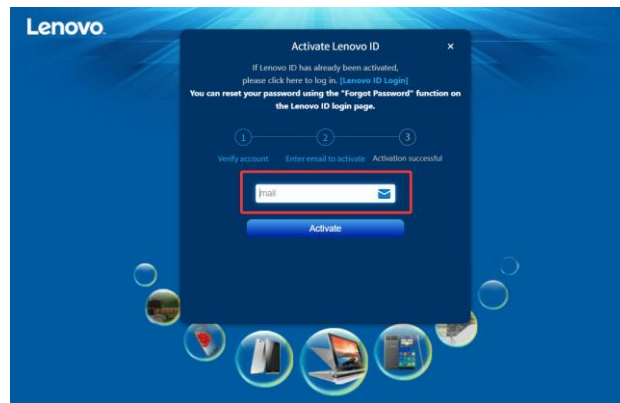 Lenovo
Activate Lenovo ID ×
If Lenovo ID has already been activated,
please click here to log in. [Lenovo ID Login]
You can reset your password using the "Forgot Password" function on
the Lenovo ID login page.
1 2 3
Verify account Enter email to activate Activation successful
mail
Activate